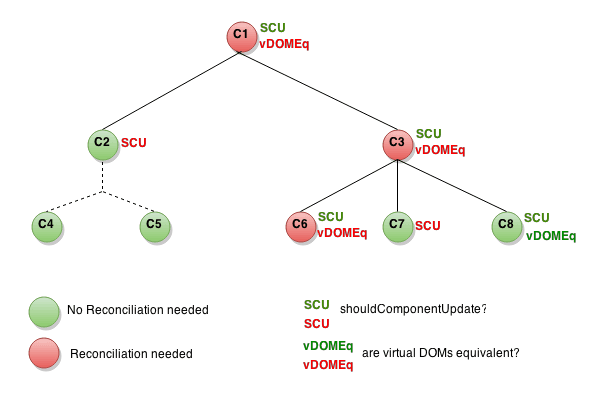 C1 SCU
vDOMEq
C2 SCU
C3 SCU
vDOMEq
C4
C5
C6 SCU
vDOMEq
C7 SCU
C8 SCU
vDOMEq
No Reconciliation needed
Reconciliation needed
SCU shouldComponentUpdate?
SCU
vDOMEq are virtual DOMs equivalent?
vDOMEq